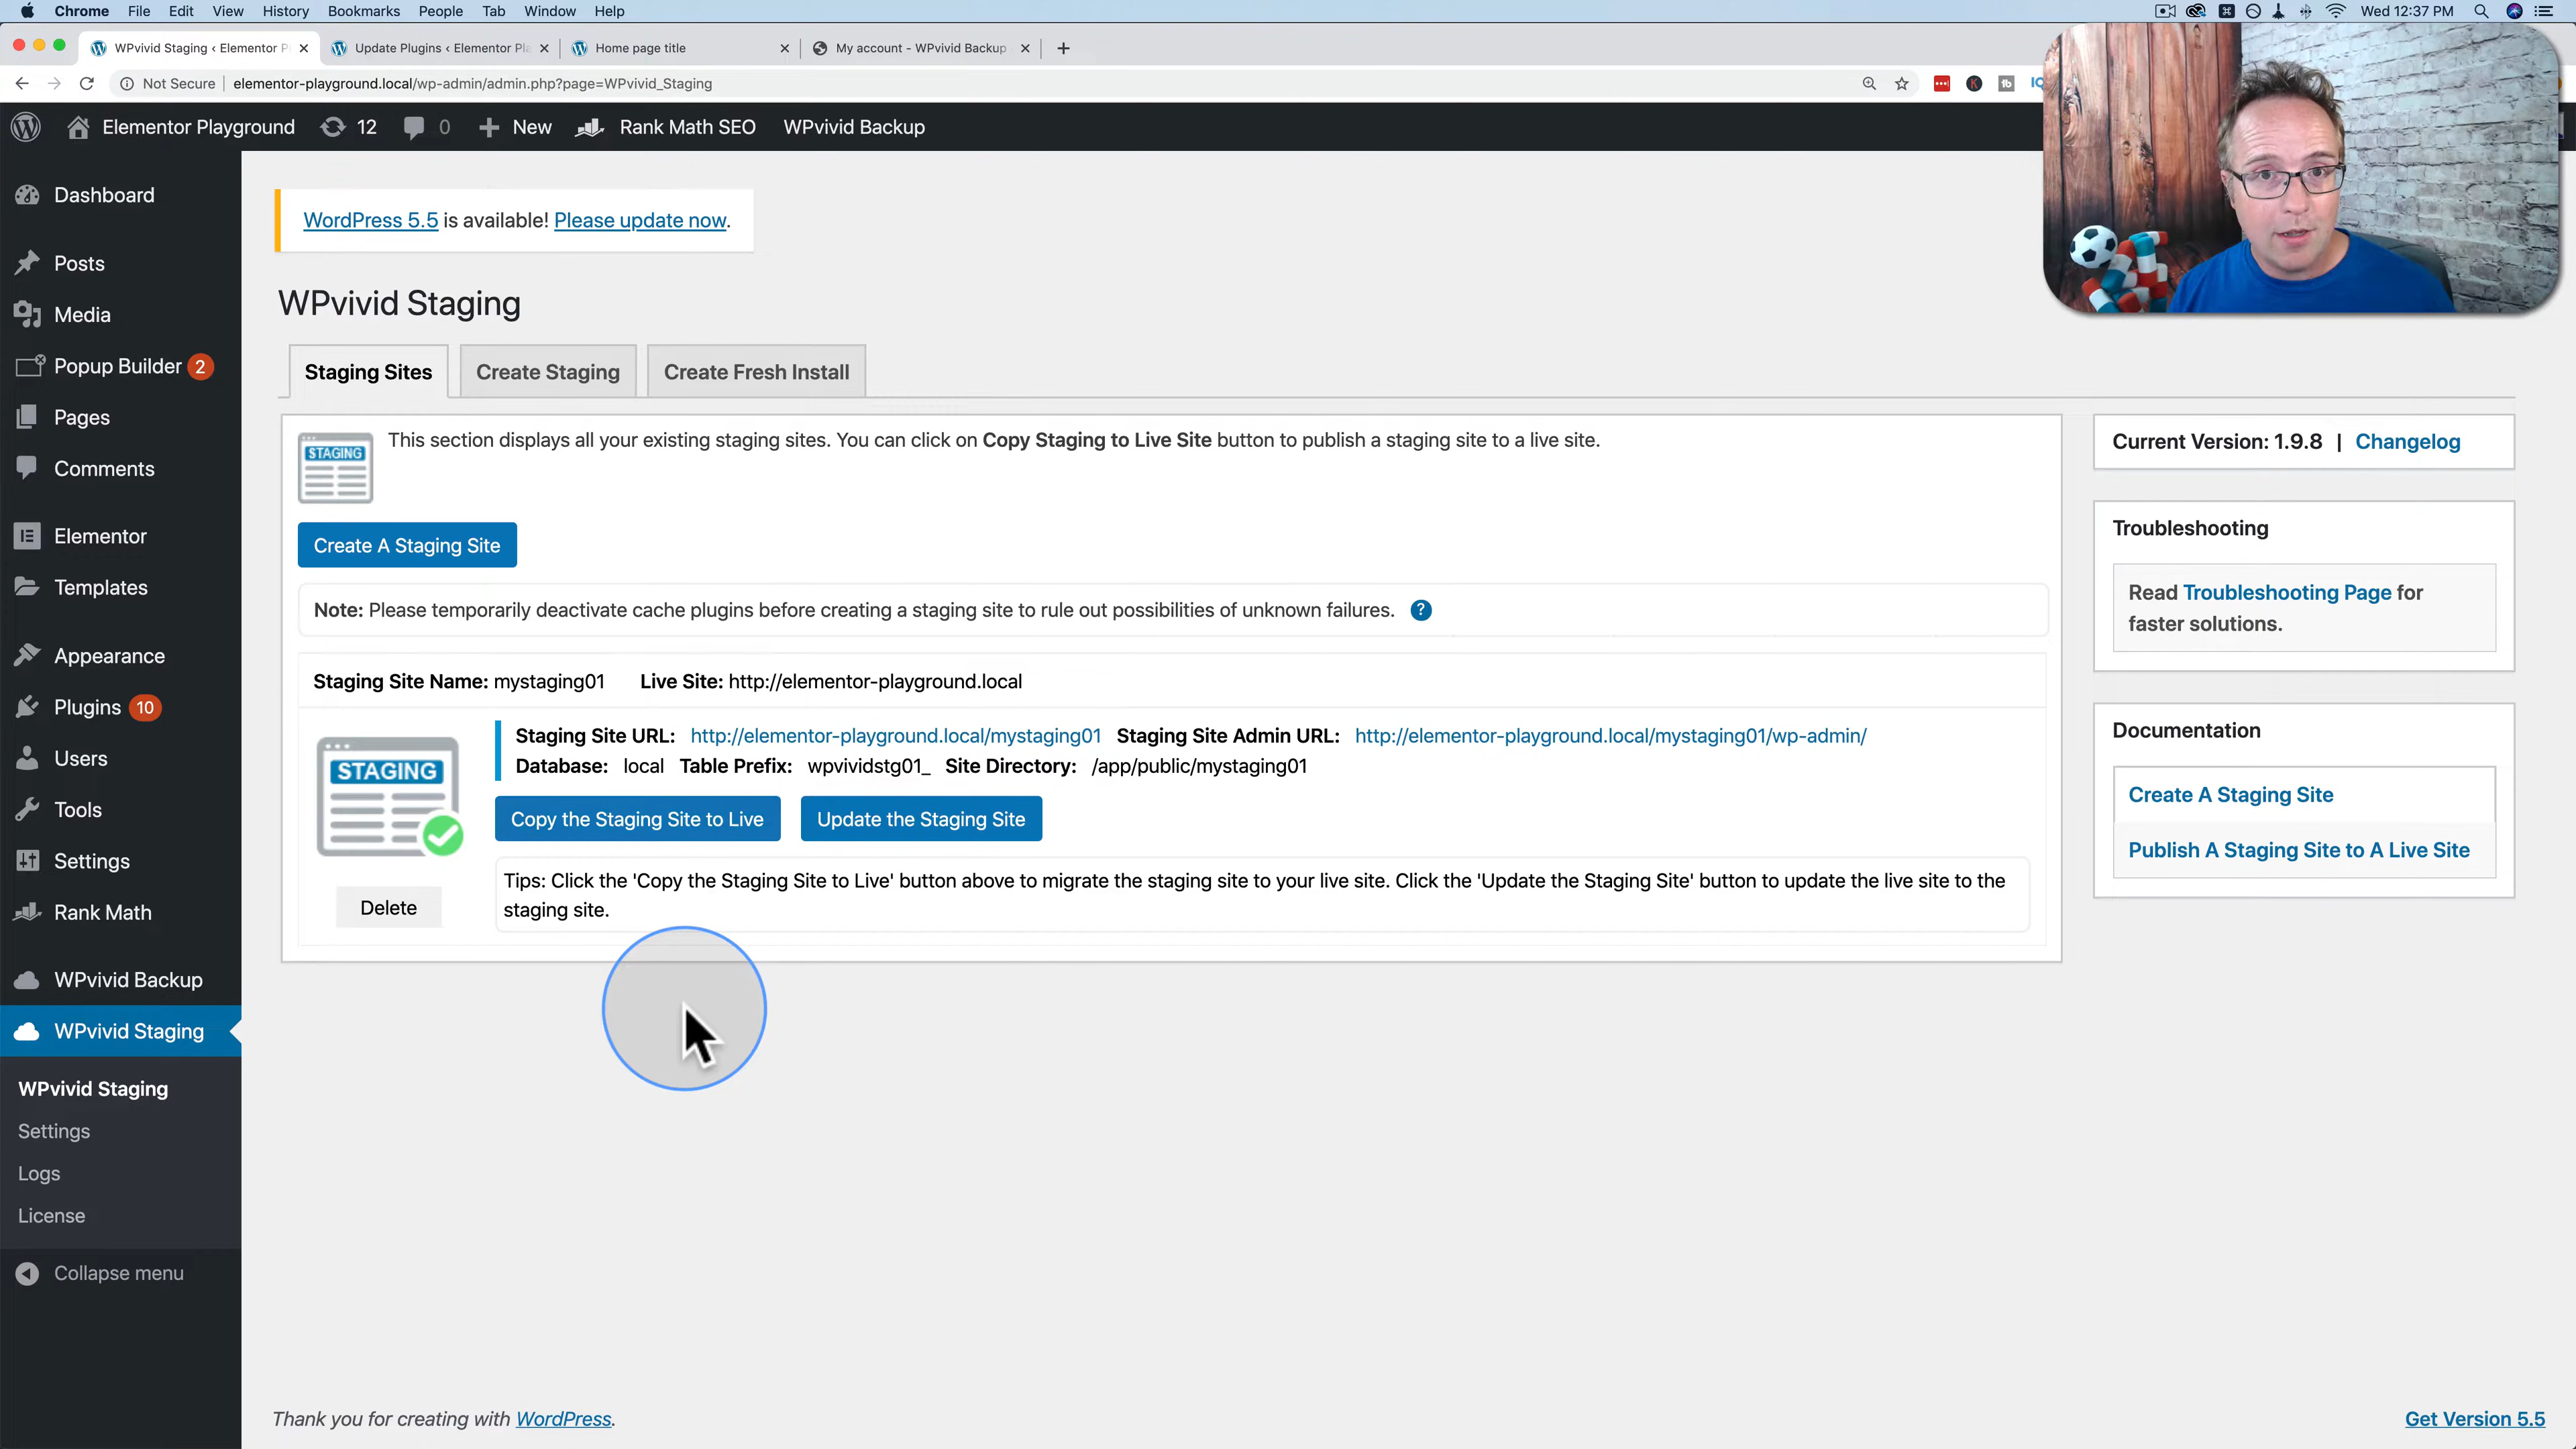 Chrome File Edit View History Bookmarks People Tab Window Help Wed 12:37 PM
WPvivid Staging ‹ Elementor P Update Plugins ‹ Elementor Pla Home page title My account - WPvivid Backup
Not Secure elementor-playground.local/wp-admin/admin.php?page=WPvivid_Staging
Elementor Playground 12 0 New Rank Math SEO WPvivid Backup
Dashboard
Posts
Media
Popup Builder 2
Pages
Comments
Elementor
Templates
Appearance
Plugins 10
Users
Tools
Settings
Rank Math
WPvivid Backup
WPvivid Staging
WPvivid Staging
Settings
Logs
License
Collapse menu
WordPress 5.5 is available! Please update now.
WPvivid Staging
Staging Sites Create Staging Create Fresh Install
STAGING
This section displays all your existing staging sites. You can click on Copy Staging to Live Site button to publish a staging site to a live site.
Create A Staging Site
Note: Please temporarily deactivate cache plugins before creating a staging site to rule out possibilities of unknown failures. ?
Staging Site Name: mystaging01 Live Site: http://elementor-playground.local
STAGING
Staging Site URL: http://elementor-playground.local/mystaging01 Staging Site Admin URL: http://elementor-playground.local/mystaging01/wp-admin/
Database: local Table Prefix: wpvividstg01_ Site Directory: /app/public/mystaging01
Copy the Staging Site to Live Update the Staging Site
Delete
Tips: Click the 'Copy the Staging Site to Live' button above to migrate the staging site to your live site. Click the 'Update the Staging Site' button to update the live site to the
staging site.
Current Version: 1.9.8 | Changelog
Troubleshooting
Read Troubleshooting Page for
faster solutions.
Documentation
Create A Staging Site
Publish A Staging Site to A Live Site
Thank you for creating with WordPress.
Get Version 5.5